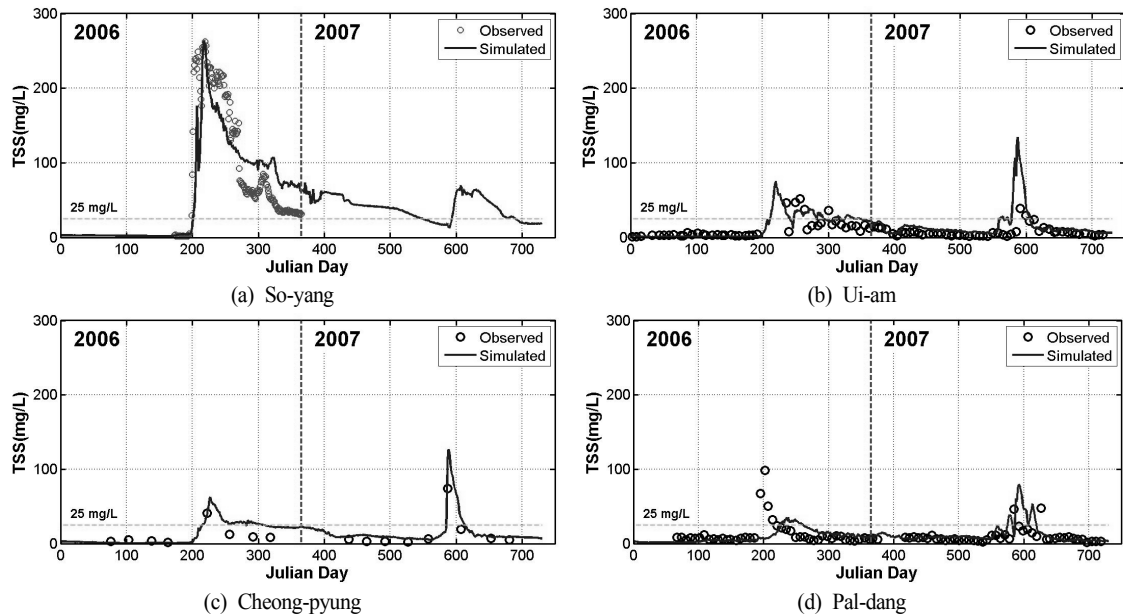 300
200
100
0
TSS(mg/L)
2006
2007
Observed
Simulated
25 mg/L
0 100 200 300 400 500 600 700
Julian Day
(a) So-yang
300
200
100
0
TSS(mg/L)
2006
2007
Observed
Simulated
25 mg/L
0 100 200 300 400 500 600 700
Julian Day
(b) Ui-am
300
200
100
0
TSS(mg/L)
2006
2007
Observed
Simulated
25 mg/L
0 100 200 300 400 500 600 700
Julian Day
(c) Cheong-pyung
300
200
100
0
TSS(mg/L)
2006
2007
Observed
Simulated
25 mg/L
0 100 200 300 400 500 600 700
Julian Day
(d) Pal-dang